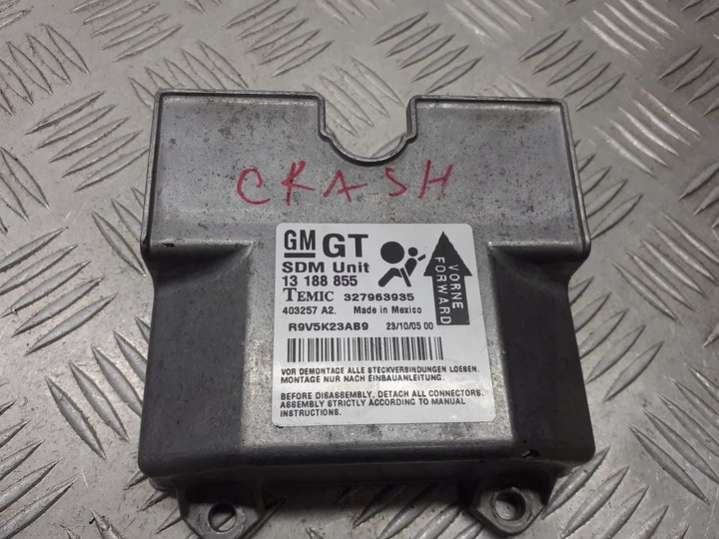 CRASH
GM GT
SDM Unit
13 188 855
TEMIC 327963935
403257 A2. Made in Mexico
R9V5K23AB9 23/10/05 00
VORNE
FORWARD
VOR DEMONTAGE ALLE STECKVERBINDUNGEN LOESEN.
MONTAGE NUR NACH EINBAUANLEITUNG.
BEFORE DISASSEMBLY, DETACH ALL CONNECTORS.
ASSEMBLY STRICTLY ACCORDING TO MANUAL
INSTRUCTIONS.